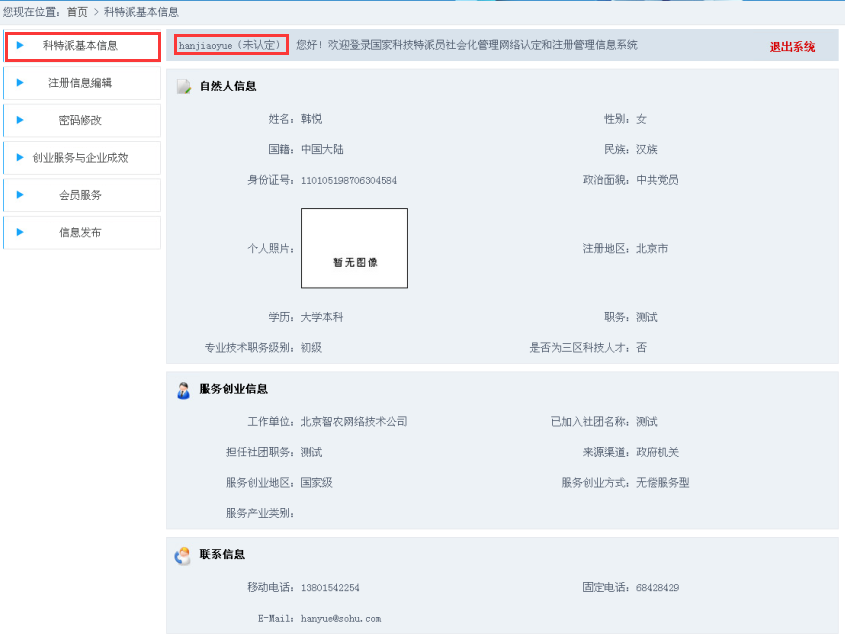 您现在位置：首页 > 科特派基本信息
科特派基本信息
注册信息编辑
密码修改
创业服务与企业成效
会员服务
信息发布
hanjiaoyue（未认定） 您好！欢迎登录国家科技特派员社会化管理网络认定和注册管理信息系统 退出系统
自然人信息
姓名：韩悦 性别：女
国籍：中国大陆 民族：汉族
身份证号：110105198706304584 政治面貌：中共党员
个人照片：暂无图像 注册地区：北京市
学历：大学本科 职务：测试
专业技术职务级别：初级 是否为三区科技人才：否
服务创业信息
工作单位：北京智农网络技术公司 已加入社团名称：测试
担任社团职务：测试 来源渠道：政府机关
服务创业地区：国家级 服务创业方式：无偿服务型
服务产业类别：
联系信息
移动电话：13801542254 固定电话：68428429
E-Mail：hanyue@sohu.com